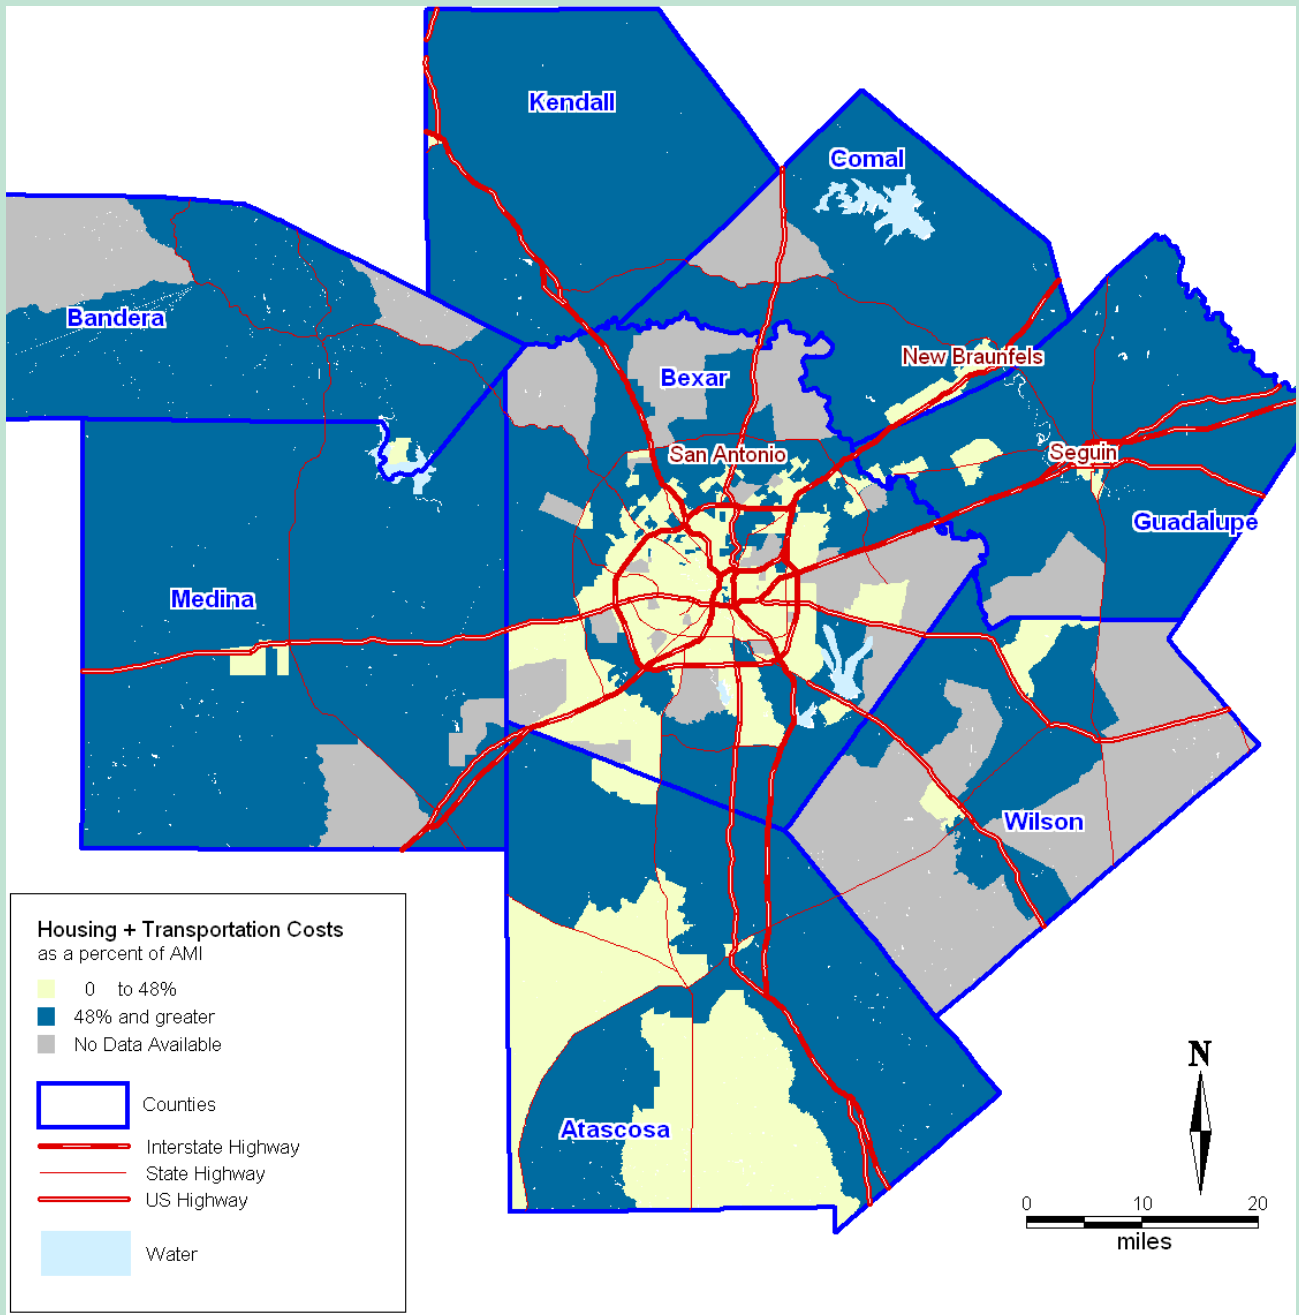 Kendall
Comal
Bandera
New Braunfels
Bexar
San Antonio
Seguin
Guadalupe
Medina
Wilson
Atascosa
Housing + Transportation Costs
as a percent of AMI
0 to 48%
48% and greater
No Data Available
Counties
Interstate Highway
State Highway
US Highway
Water
N
0 10 20
miles